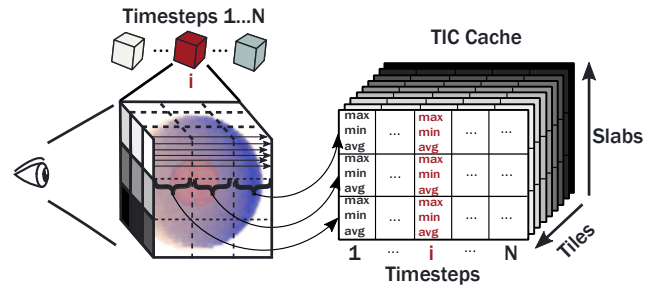 Timesteps 1...N
... ...
i
TIC Cache
max max
min ... min ... ...
avg avg
max max
min ... min ... ...
avg avg
max max
min ... min ... ...
avg avg
Slabs
Tiles
1 ... i ... N
Timesteps